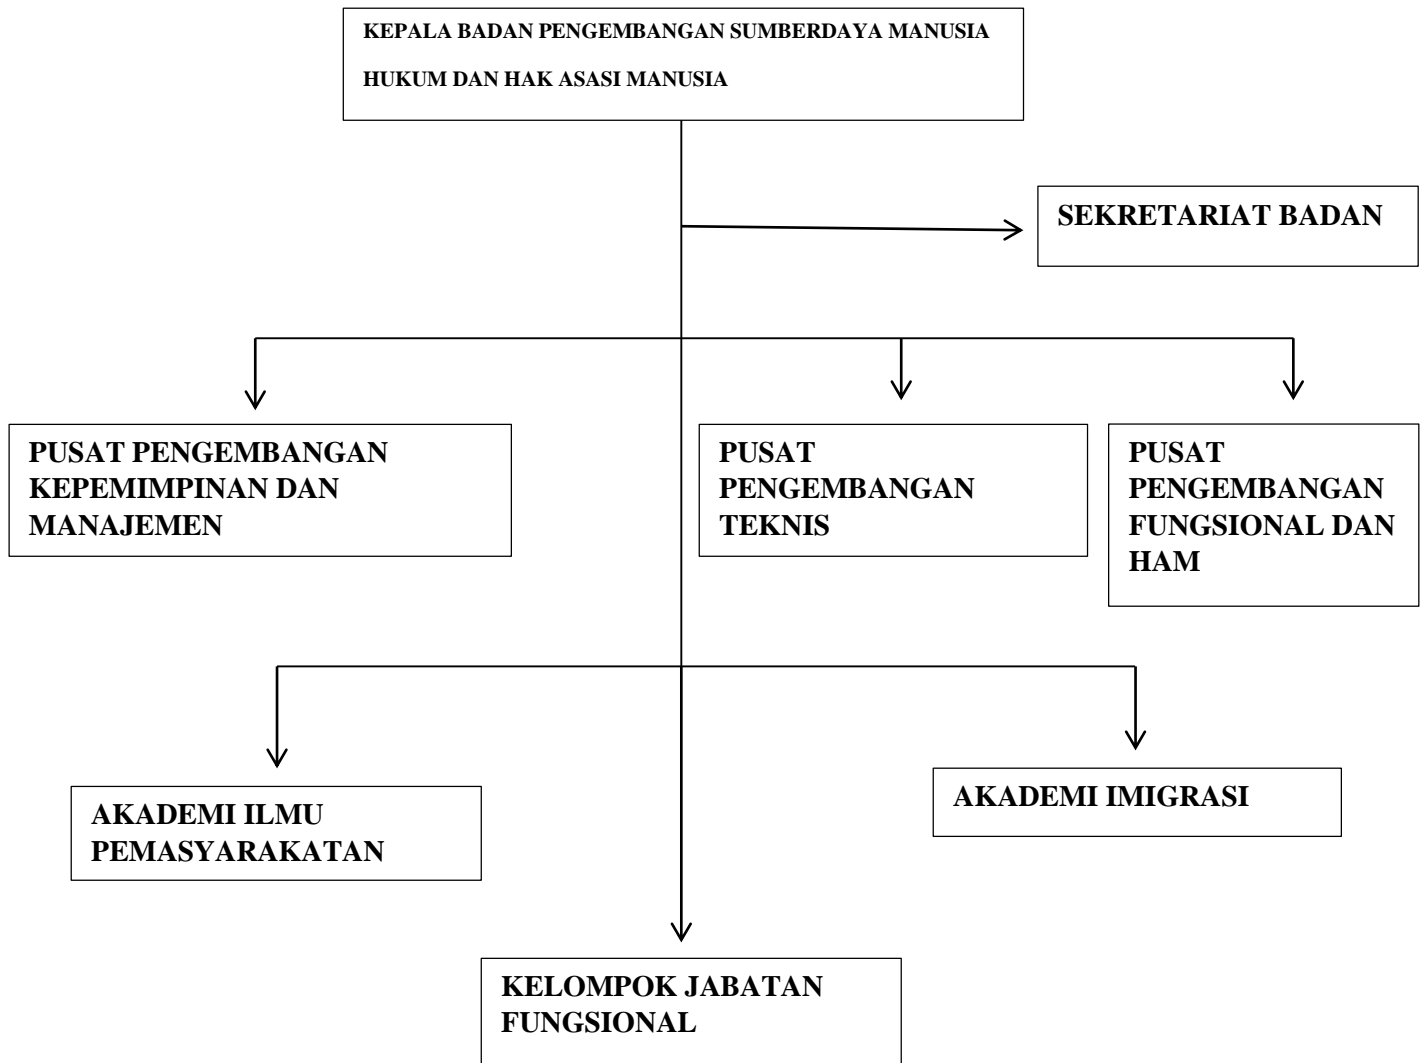 KEPALA BADAN PENGEMBANGAN SUMBERDAYA MANUSIA
HUKUM DAN HAK ASASI MANUSIA
SEKRETARIAT BADAN
PUSAT PENGEMBANGAN
KEPEMIMPINAN DAN
MANAJEMEN
PUSAT
PENGEMBANGAN
TEKNIS
PUSAT
PENGEMBANGAN
FUNGSIONAL DAN
HAM
AKADEMI ILMU
PEMASYARAKATAN
AKADEMI IMIGRASI
KELOMPOK JABATAN
FUNGSIONAL